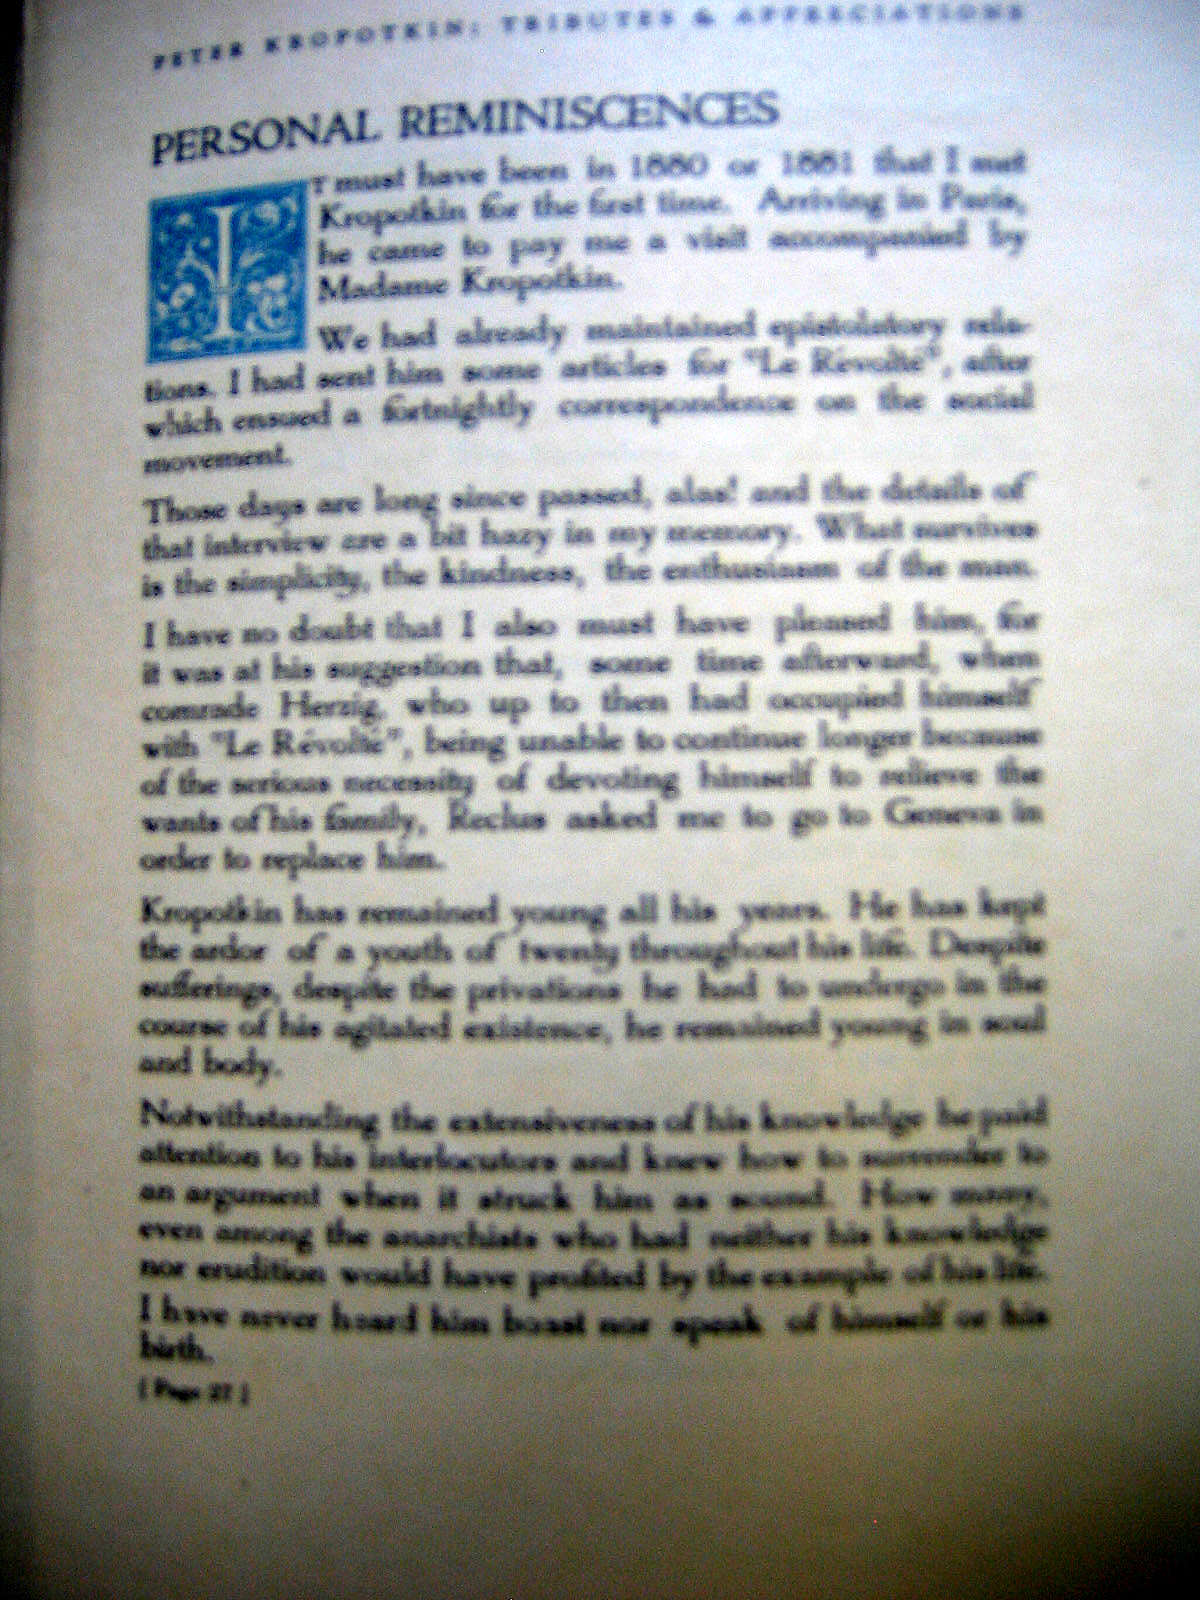 PETER KROPOTKIN: TRIBUTES & APPRECIATIONS
PERSONAL REMINISCENCES
IT must have been in 1880 or 1881 that I met
Kropotkin for the first time. Arriving in Paris,
he came to pay me a visit accompanied by
Madame Kropotkin.
We had already maintained epistolatory rela-
tions. I had sent him some articles for "Le Révolté", after
which ensued a fortnightly correspondence on the social
movement.
Those days are long since passed, alas! and the details of
that interview are a bit hazy in my memory. What survives
is the simplicity, the kindness, the enthusiasm of the man.
I have no doubt that I also must have pleased him, for
it was at his suggestion that, some time afterward, when
comrade Herzig, who up to then had occupied himself
with "Le Révolté", being unable to continue longer because
of the serious necessity of devoting himself to relieve the
wants of his family, Reclus asked me to go to Geneva in
order to replace him.
Kropotkin has remained young all his years. He has kept
the ardor of a youth of twenty throughout his life. Despite
sufferings, despite the privations he had to undergo in the
course of his agitated existence, he remained young in soul
and body.
Notwithstanding the extensiveness of his knowledge he paid
attention to his interlocutors and knew how to surrender to
an argument when it struck him as sound. How many,
even among the anarchists who had neither his knowledge
nor erudition would have profited by the example of his life.
I have never heard him boast nor speak of himself or his
birth.
[ Page 27 ]